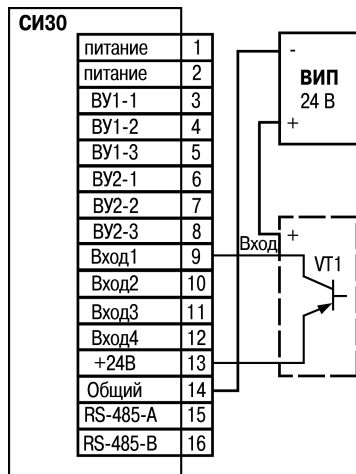 СИ30
питание 1
питание 2
ВУ1-1 3
ВУ1-2 4
ВУ1-3 5
ВУ2-1 6
ВУ2-2 7
ВУ2-3 8
Вход1 9
Вход2 10
Вход3 11
Вход4 12
+24В 13
Общий 14
RS-485-A 15
RS-485-B 16
-
ВИП
24 В
+
Вход
+
VT1